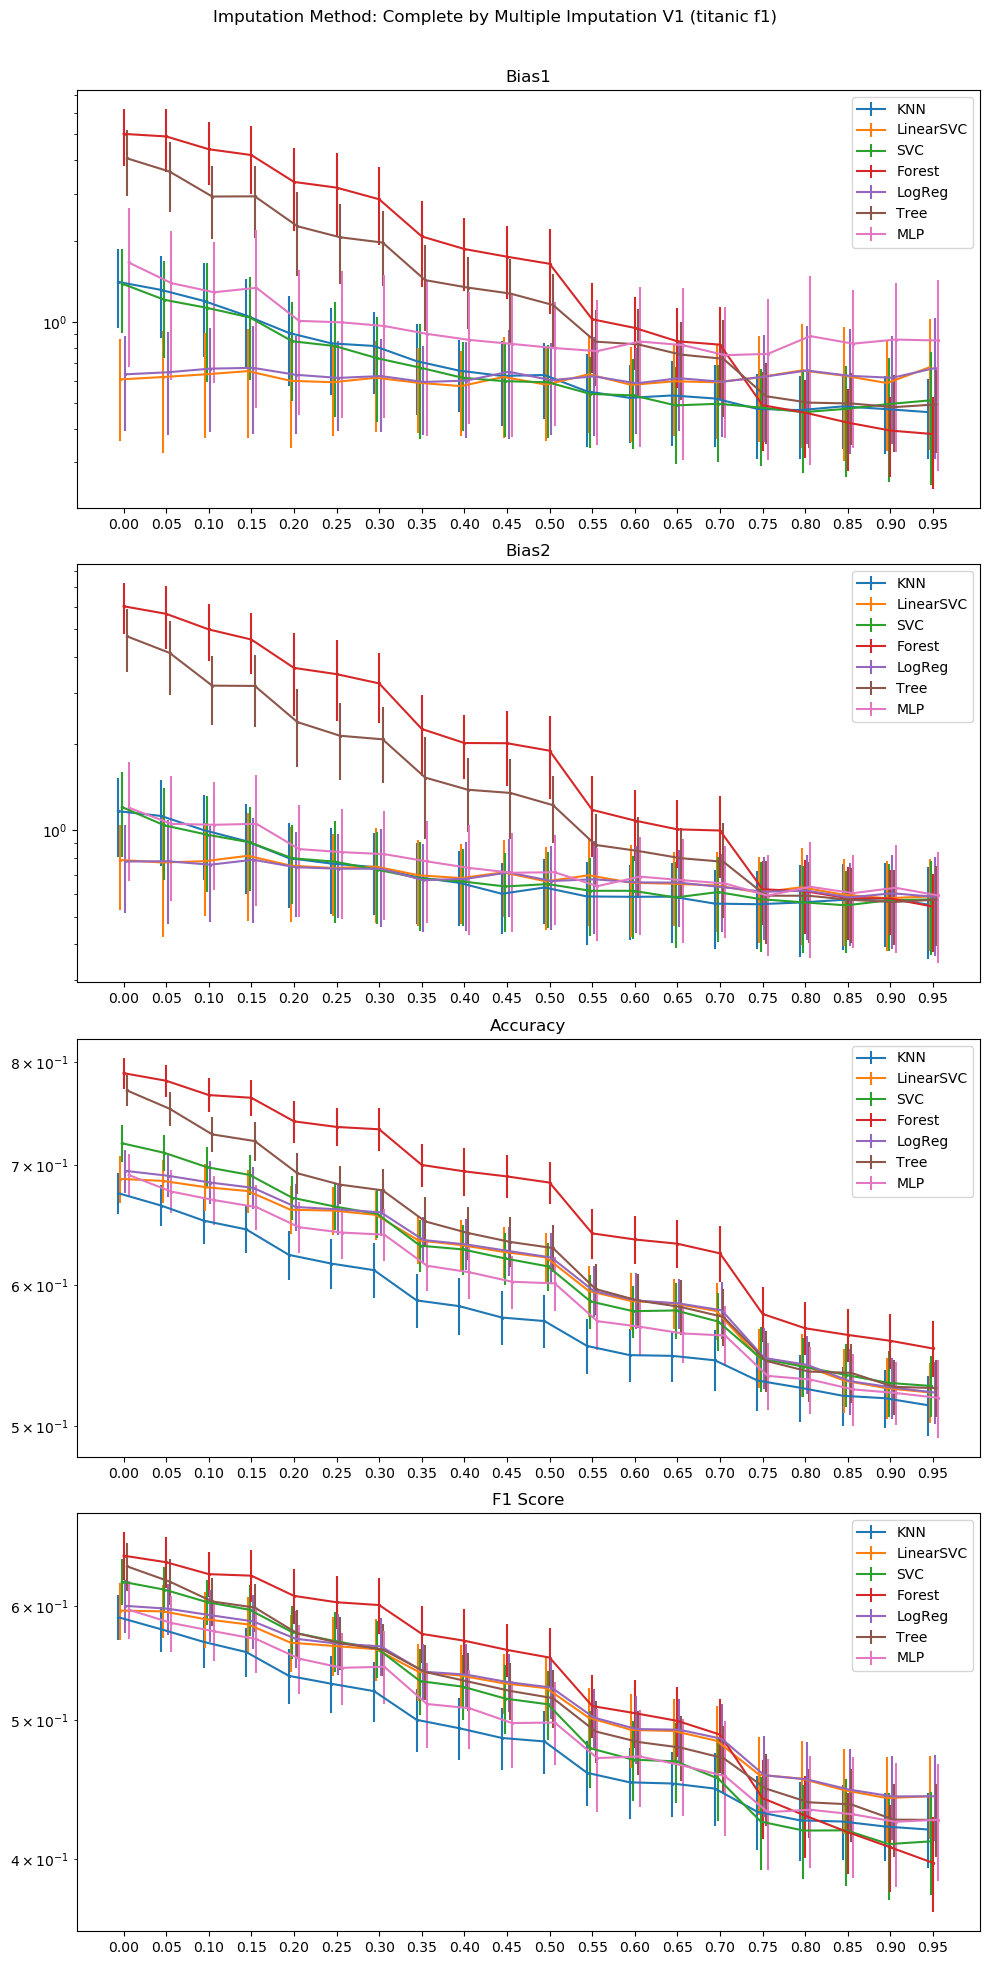 Imputation Method: Complete by Multiple Imputation V1 (titanic f1)
Bias1
KNN
LinearSVC
SVC
Forest
LogReg
Tree
MLP
10⁰
0.00 0.05 0.10 0.15 0.20 0.25 0.30 0.35 0.40 0.45 0.50 0.55 0.60 0.65 0.70 0.75 0.80 0.85 0.90 0.95
Bias2
KNN
LinearSVC
SVC
Forest
LogReg
Tree
MLP
10⁰
0.00 0.05 0.10 0.15 0.20 0.25 0.30 0.35 0.40 0.45 0.50 0.55 0.60 0.65 0.70 0.75 0.80 0.85 0.90 0.95
Accuracy
KNN
LinearSVC
SVC
Forest
LogReg
Tree
MLP
8 × 10⁻¹
7 × 10⁻¹
6 × 10⁻¹
5 × 10⁻¹
0.00 0.05 0.10 0.15 0.20 0.25 0.30 0.35 0.40 0.45 0.50 0.55 0.60 0.65 0.70 0.75 0.80 0.85 0.90 0.95
F1 Score
KNN
LinearSVC
SVC
Forest
LogReg
Tree
MLP
6 × 10⁻¹
5 × 10⁻¹
4 × 10⁻¹
0.00 0.05 0.10 0.15 0.20 0.25 0.30 0.35 0.40 0.45 0.50 0.55 0.60 0.65 0.70 0.75 0.80 0.85 0.90 0.95